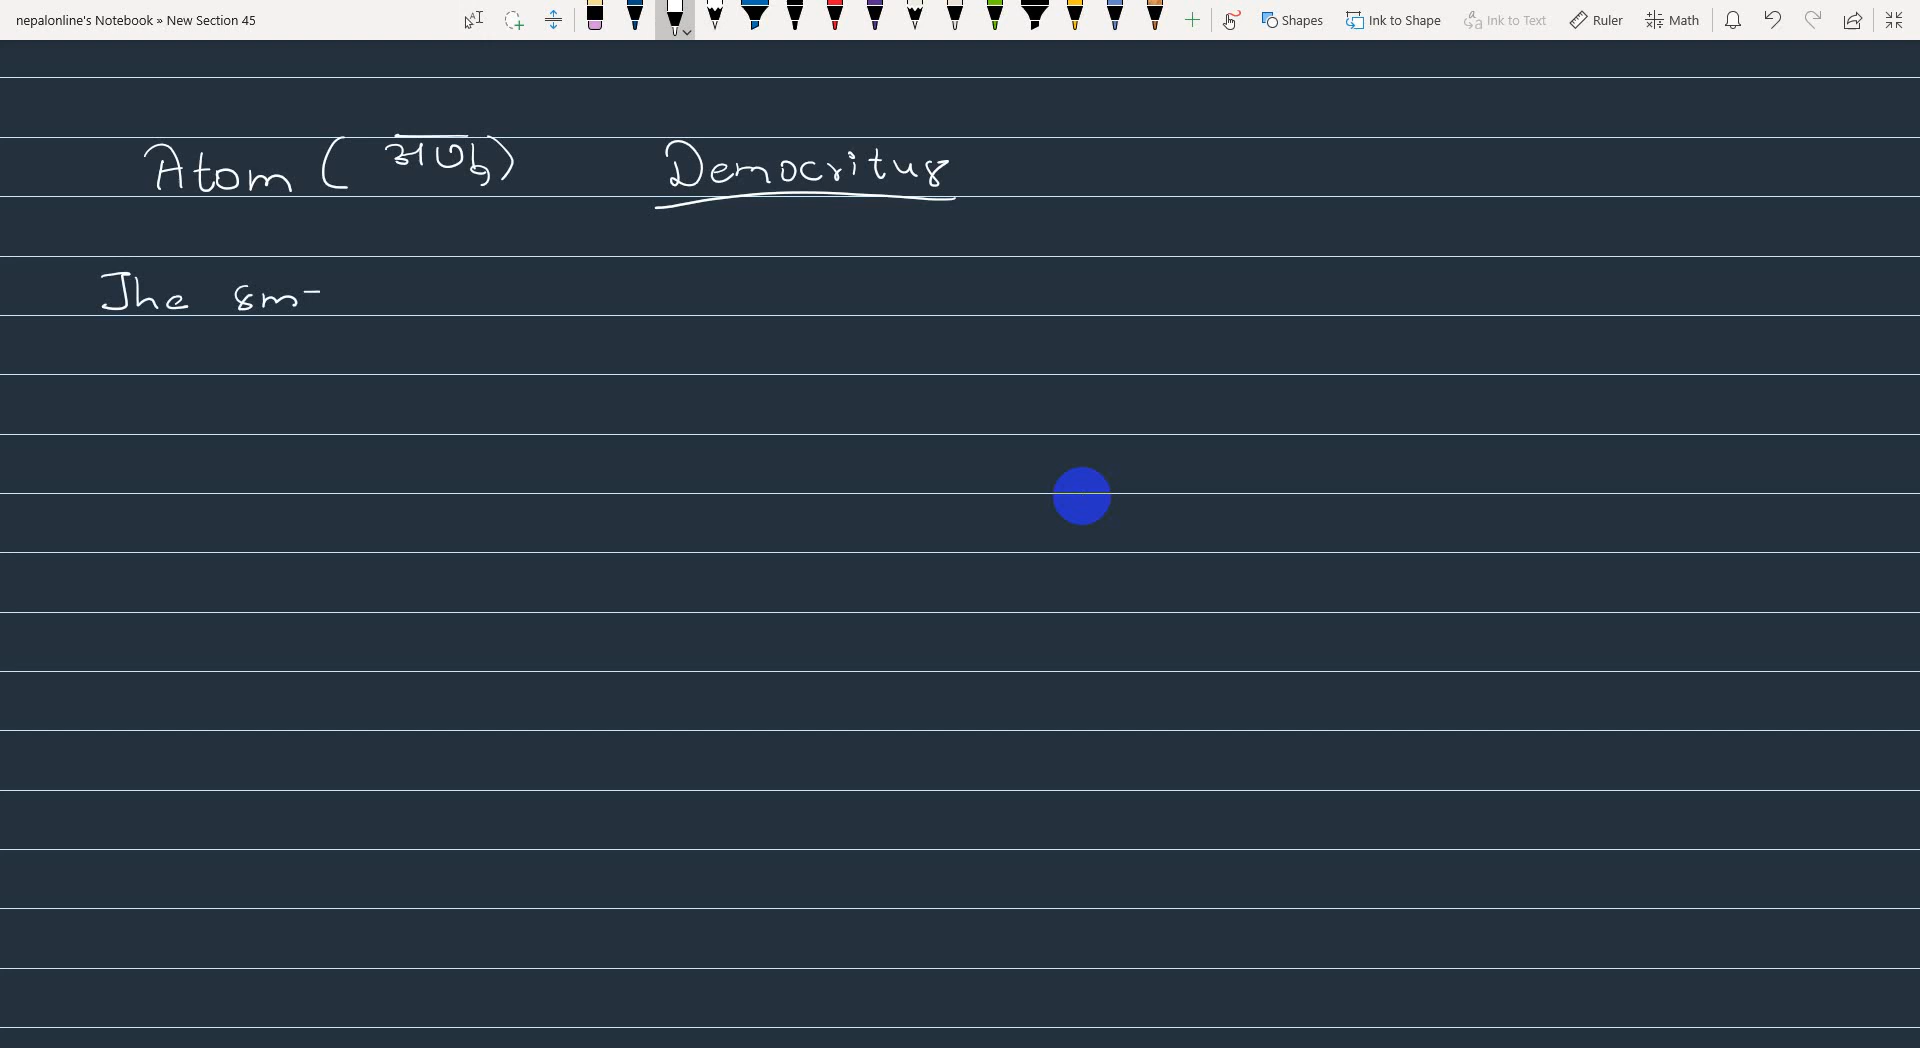 nepalonline's Notebook » New Section 45
Shapes Ink to Shape Ink to Text Ruler Math
Atom (अणु) Democritus
The sm